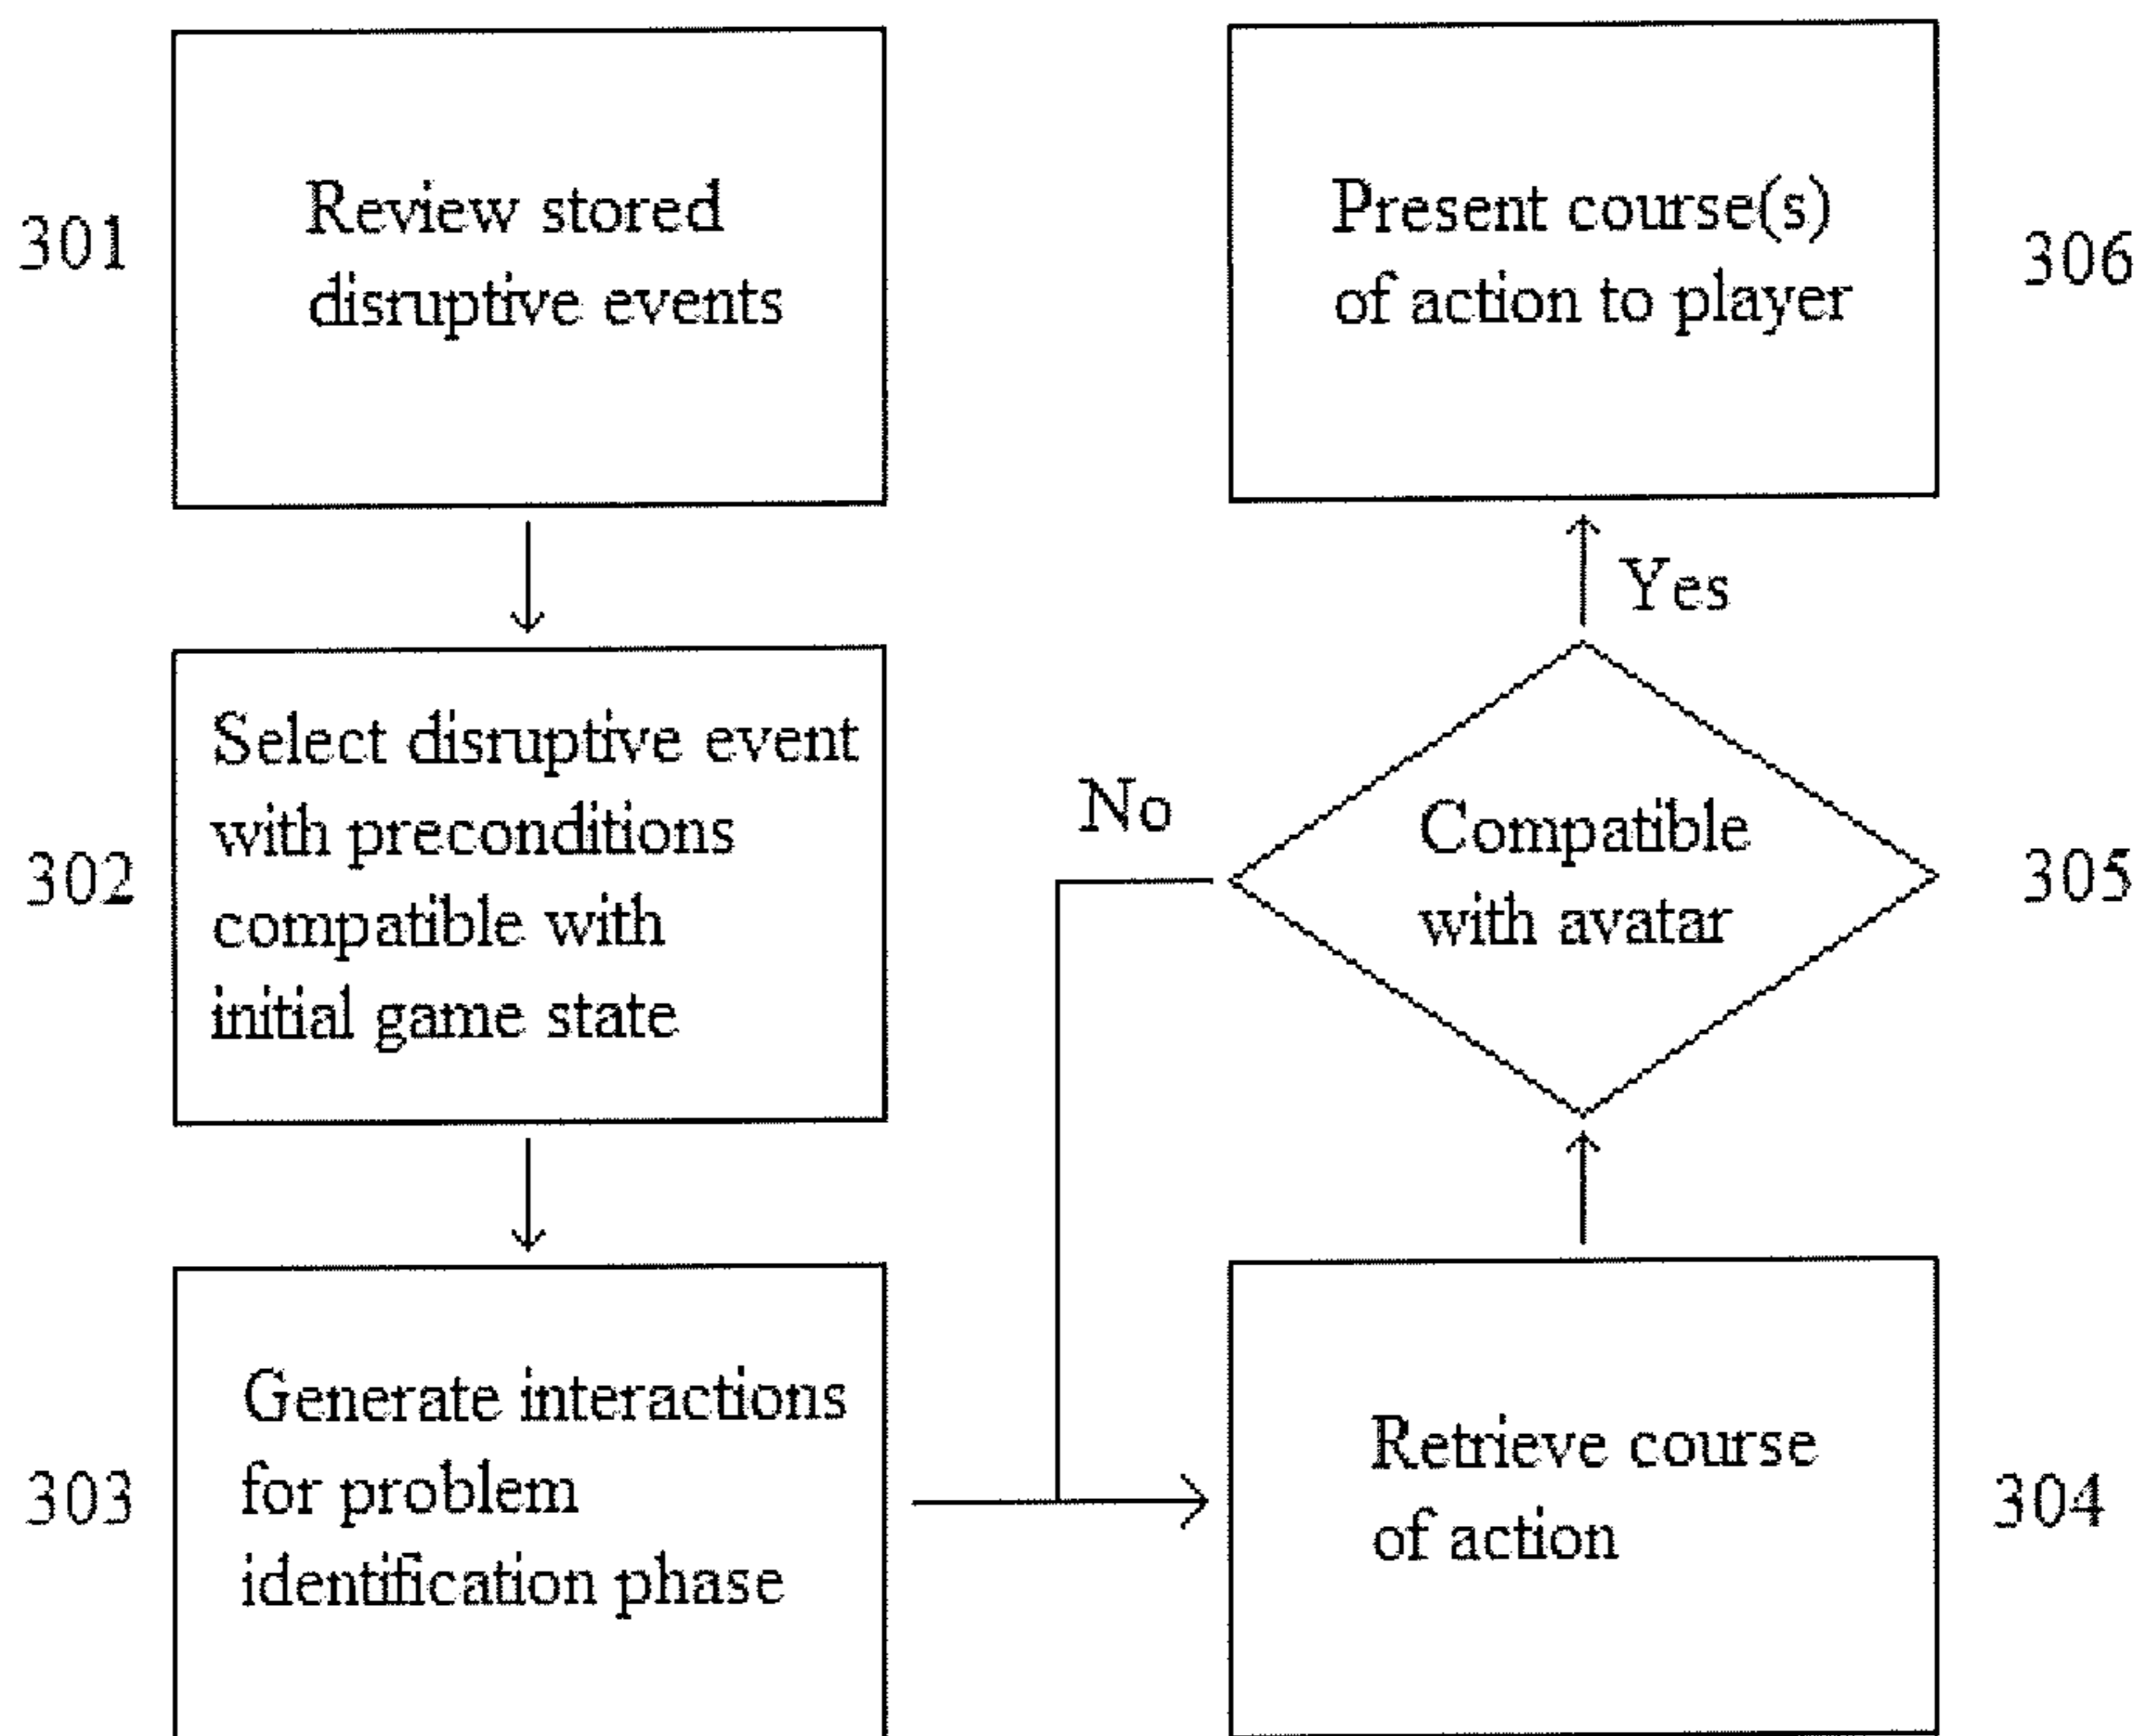 301
Review stored
disruptive events
302
Select disruptive event
with preconditions
compatible with
initial game state
303
Generate interactions
for problem
identification phase
Retrieve course
of action
304
No
Compatible
with avatar
305
Yes
Present course(s)
of action to player
306